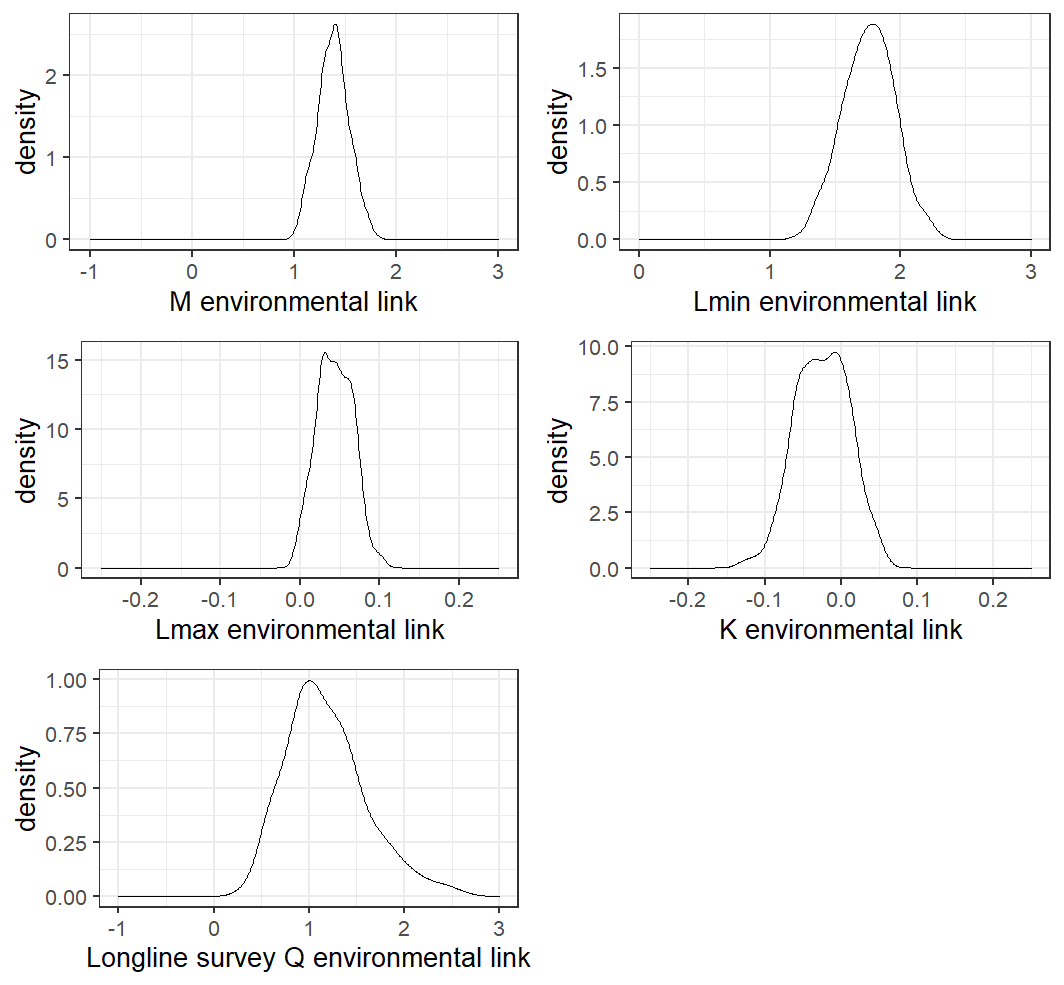 density
2
1
0
-1 0 1 2 3
M environmental link
density
1.5
1.0
0.5
0.0
0 1 2 3
Lmin environmental link
density
15
10
5
0
-0.2 -0.1 0.0 0.1 0.2
Lmax environmental link
density
10.0
7.5
5.0
2.5
0.0
-0.2 -0.1 0.0 0.1 0.2
K environmental link
density
1.00
0.75
0.50
0.25
0.00
-1 0 1 2 3
Longline survey Q environmental link